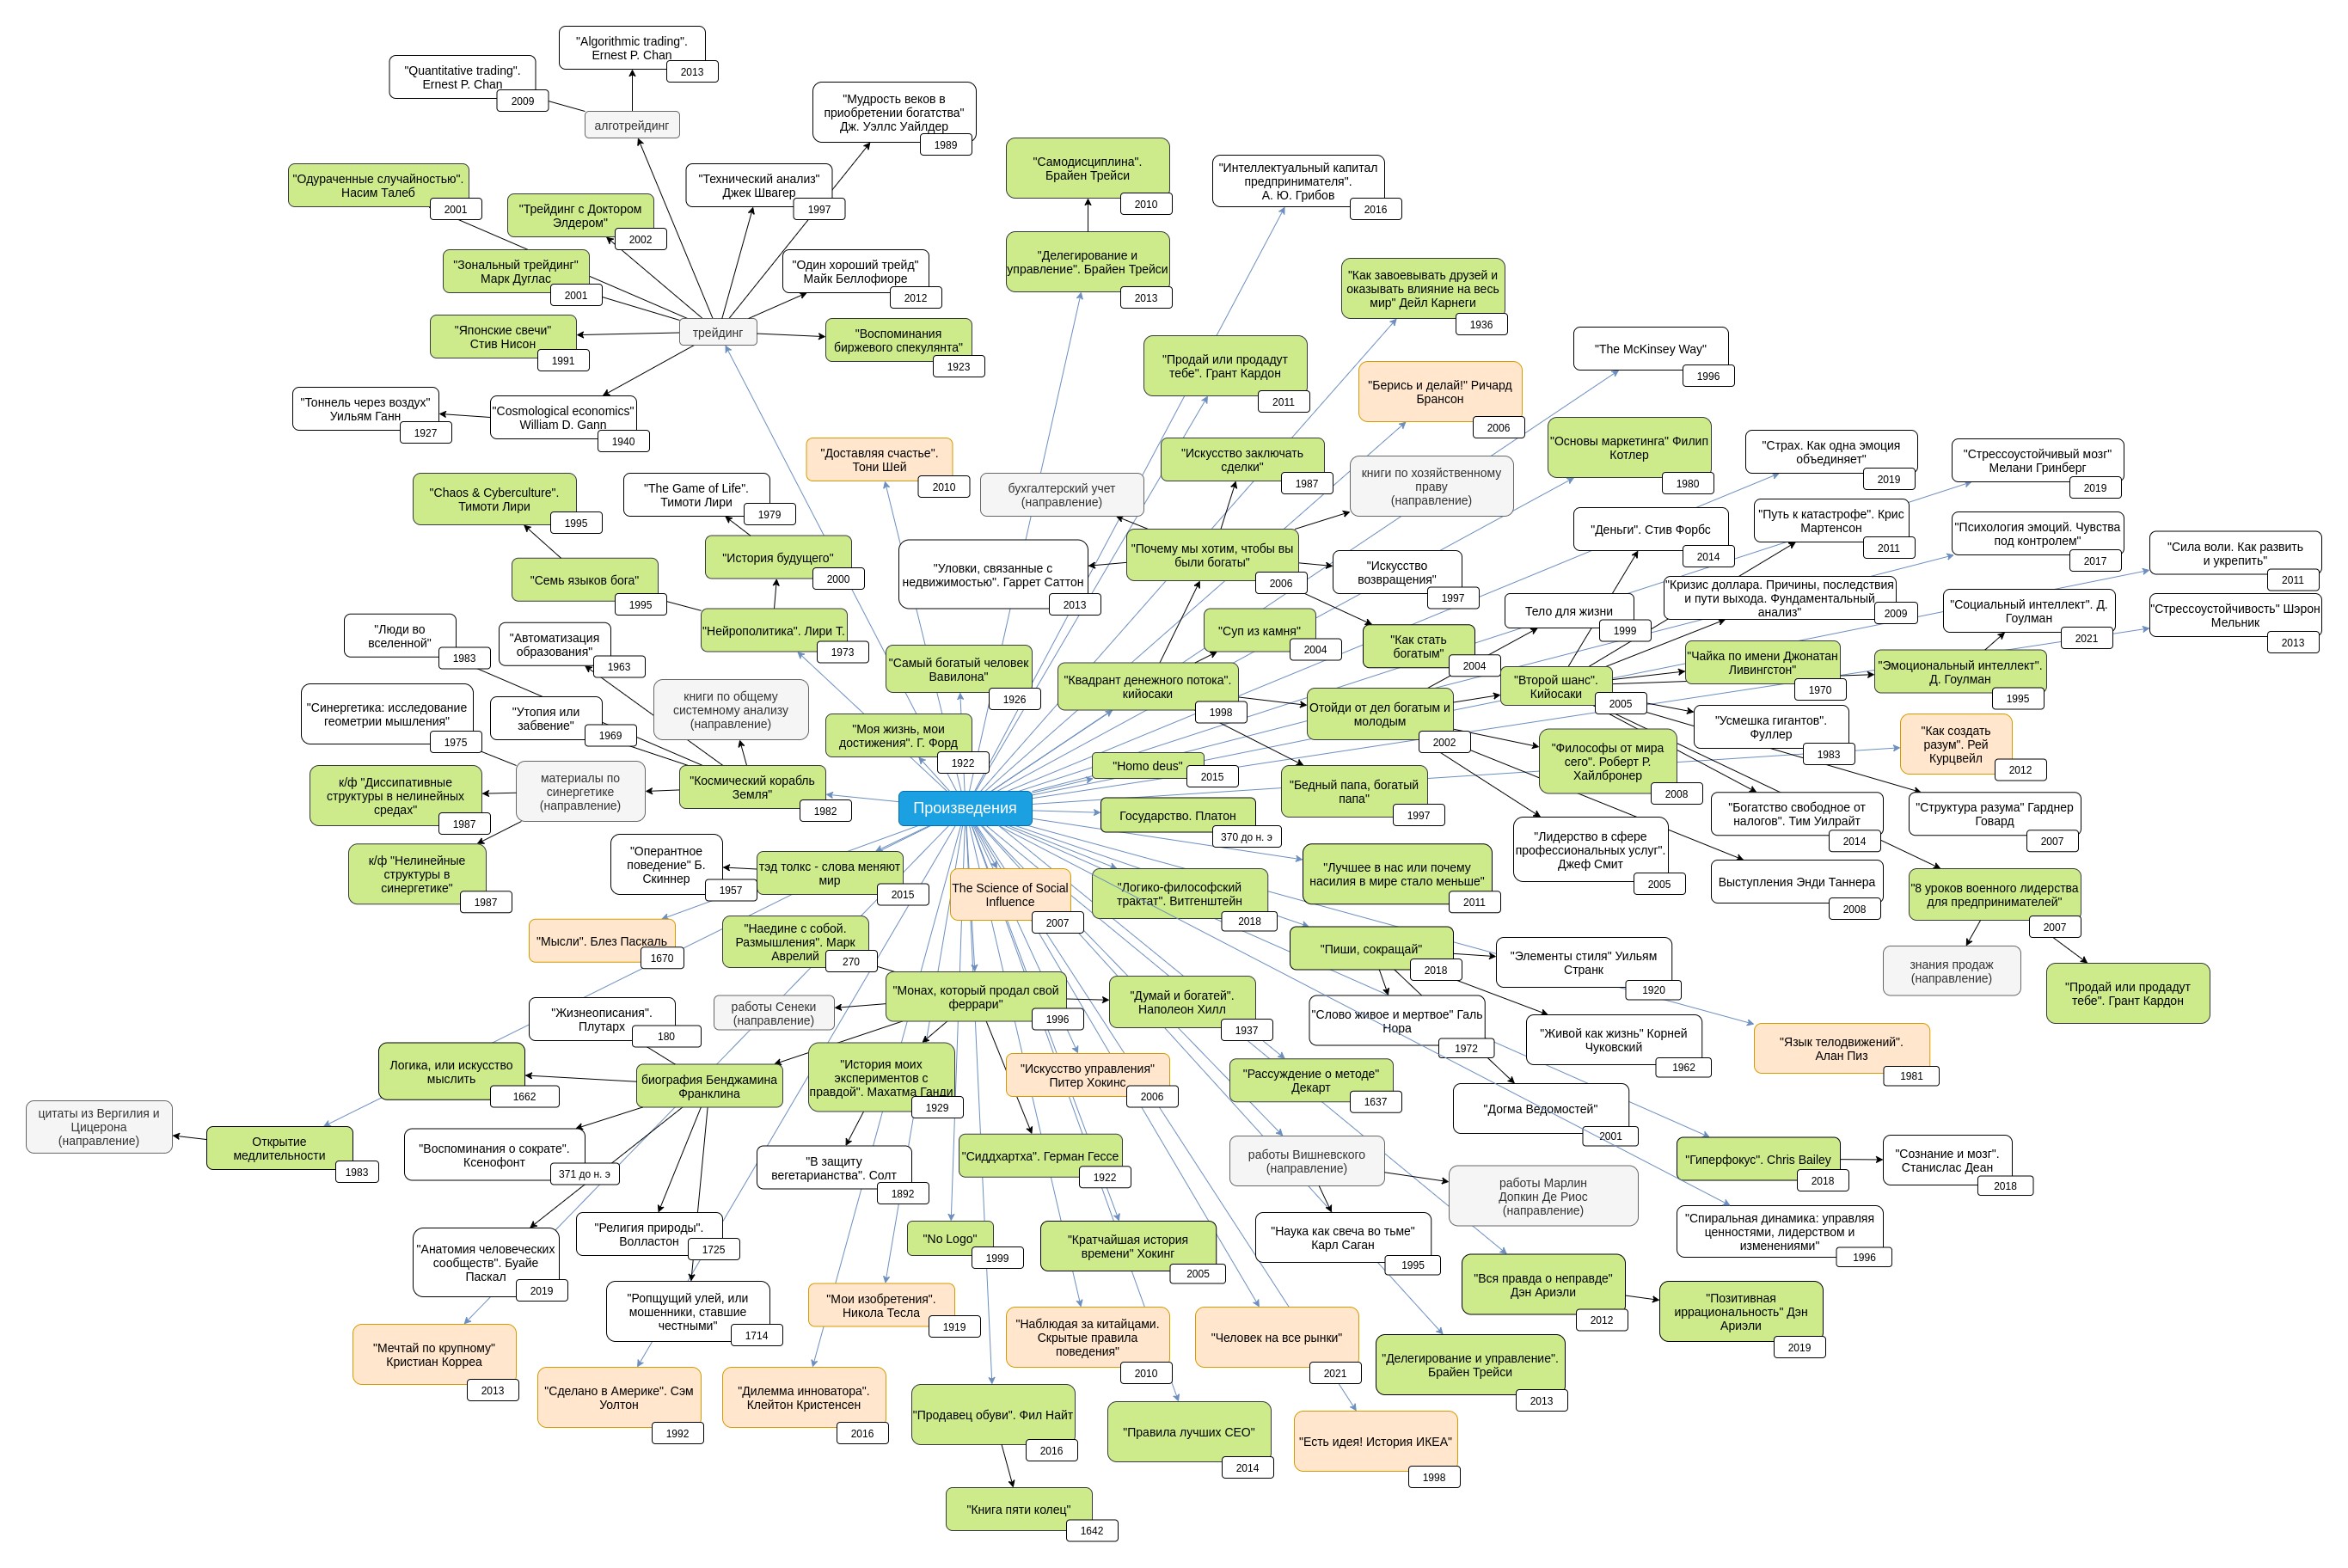 "Algorithmic trading".
Ernest P. Chan
2013
"Quantitative trading".
Ernest P. Chan
2009
алготрейдинг
"Мудрость веков в
приобретении богатства"
Дж. Уэллс Уайлдер
1989
"Одураченные случайностью".
Насим Талеб
2001
"Трейдинг с Доктором
Элдером"
2002
"Технический анализ"
Джек Швагер
1997
"Зональный трейдинг"
Марк Дуглас
2001
"Один хороший трейд"
Майк Беллофиоре
2012
"Японские свечи"
Стив Нисон
1991
трейдинг
"Воспоминания
биржевого спекулянта"
1923
"Тоннель через воздух"
Уильям Ганн
1927
"Cosmological economics"
William D. Gann
1940
"Самодисциплина".
Брайен Трейси
2010
"Делегирование и
управление". Брайен Трейси
2013
"Интеллектуальный капитал
предпринимателя".
А. Ю. Грибов
2016
"Как завоевывать друзей и
оказывать влияние на весь
мир" Дейл Карнеги
1936
"Продай или продадут
тебе". Грант Кардон
2011
"Берись и делай!" Ричард
Брансон
2006
"The McKinsey Way"
1996
"Доставляя счастье".
Тони Шей
2010
"Искусство заключать
сделки"
1987
"Основы маркетинга" Филип
Котлер
1980
"Страх. Как одна эмоция
объединяет"
2019
"Стрессоустойчивый мозг"
Мелани Гринберг
2019
"Chaos & Cyberculture".
Тимоти Лири
1995
"The Game of Life".
Тимоти Лири
1979
бухгалтерский учет
(направление)
книги по хозяйственному
праву
(направление)
"Семь языков бога"
1995
"История будущего"
2000
"Уловки, связанные с
недвижимостью". Гаррет Саттон
2013
"Почему мы хотим, чтобы вы
были богаты"
2006
"Искусство
возвращения"
1997
"Деньги". Стив Форбс
2014
"Путь к катастрофе". Крис
Мартенсон
2011
"Психология эмоций. Чувства
под контролем"
2017
"Сила воли. Как развить
и укрепить"
2011
"Кризис доллара. Причины, последствия
и пути выхода. Фундаментальный
анализ"
2009
"Социальный интеллект". Д.
Гоулман
2021
"Стрессоустойчивость" Шэрон
Мельник
2013
"Люди во
вселенной"
1983
"Автоматизация
образования"
1963
"Нейрополитика". Лири Т.
1973
"Суп из камня"
2004
"Как стать
богатым"
2004
Тело для жизни
1999
"Самый богатый человек
Вавилона"
1926
"Квадрант денежного потока".
кийосаки
1998
Отойди от дел богатым и
молодым
2002
"Второй шанс".
Кийосаки
2005
"Чайка по имени Джонатан
Ливингстон"
1970
"Эмоциональный интеллект".
Д. Гоулман
1995
"Синергетика: исследование
геометрии мышления"
1975
"Утопия или
забвение"
1969
книги по общему
системному анализу
(направление)
"Моя жизнь, мои
достижения". Г. Форд
1922
"Усмешка гигантов".
Фуллер
1983
"Как создать
разум". Рей
Курцвейл
2012
"Философы от мира
сего". Роберт Р.
Хайлбронер
2008
к/ф "Диссипативные
структуры в нелинейных
средах"
1987
материалы по
синергетике
(направление)
"Космический корабль
Земля"
1982
"Homo deus"
2015
"Бедный папа, богатый
папа"
1997
Произведения
Государство. Платон
370 до н. э
"Богатство свободное от
налогов". Тим Уилрайт
2014
"Структура разума" Гарднер
Говард
2007
"Лидерство в сфере
профессиональных услуг".
Джеф Смит
2005
к/ф "Нелинейные
структуры в
синергетике"
1987
"Оперантное
поведение" Б.
Скиннер
1957
тэд толкс - слова меняют
мир
2015
The Science of Social
Influence
2007
"Логико-философский
трактат". Витгенштейн
2018
"Лучшее в нас или почему
насилия в мире стало меньше"
2011
Выступления Энди Таннера
2008
"8 уроков военного лидерства
для предпринимателей"
2007
"Мысли". Блез Паскаль
1670
"Наедине с собой.
Размышления". Марк
Аврелий
270
"Пиши, сокращай"
2018
"Элементы стиля" Уильям
Странк
1920
знания продаж
(направление)
"Продай или продадут
тебе". Грант Кардон
"Жизнеописания".
Плутарх
180
работы Сенеки
(направление)
"Монах, который продал свой
феррари"
1996
"Думай и богатей".
Наполеон Хилл
1937
"Слово живое и мертвое" Галь
Нора
1972
"Живой как жизнь" Корней
Чуковский
1962
"Язык телодвижений".
Алан Пиз
1981
Логика, или искусство
мыслить
1662
биография Бенджамина
Франклина
"История моих
экспериментов с
правдой". Махатма Ганди
1929
"Искусство управления"
Питер Хокинс
2006
"Рассуждение о методе"
Декарт
1637
"Догма Ведомостей"
2001
цитаты из Вергилия и
Цицерона
(направление)
Открытие
медлительности
1983
"Воспоминания о сократе".
Ксенофонт
371 до н. э
"В защиту
вегетарианства". Солт
1892
"Сиддхартха". Герман Гессе
1922
работы Вишневского
(направление)
работы Марлин
Допкин Де Риос
(направление)
"Гиперфокус". Chris Bailey
2018
"Сознание и мозг".
Станислас Деан
2018
"Анатомия человеческих
сообществ". Буайе
Паскал
2019
"Религия природы".
Волластон
1725
"No Logo"
1999
"Кратчайшая история
времени" Хокинг
2005
"Наука как свеча во тьме"
Карл Саган
1995
"Спиральная динамика: управляя
ценностями, лидерством и
изменениями"
1996
"Ропщущий улей, или
мошенники, ставшие
честными"
1714
"Мои изобретения".
Никола Тесла
1919
"Вся правда о неправде"
Дэн Ариэли
2012
"Позитивная
иррациональность" Дэн
Ариэли
2019
"Мечтай по крупному"
Кристиан Корреа
2013
"Наблюдая за китайцами.
Скрытые правила
поведения"
2010
"Человек на все рынки"
2021
"Делегирование и управление".
Брайен Трейси
2013
"Сделано в Америке". Сэм
Уолтон
1992
"Дилемма инноватора".
Клейтон Кристенсен
2016
"Продавец обуви". Фил Найт
2016
"Правила лучших CEO"
2014
"Есть идея! История ИКЕА"
1998
"Книга пяти колец"
1642